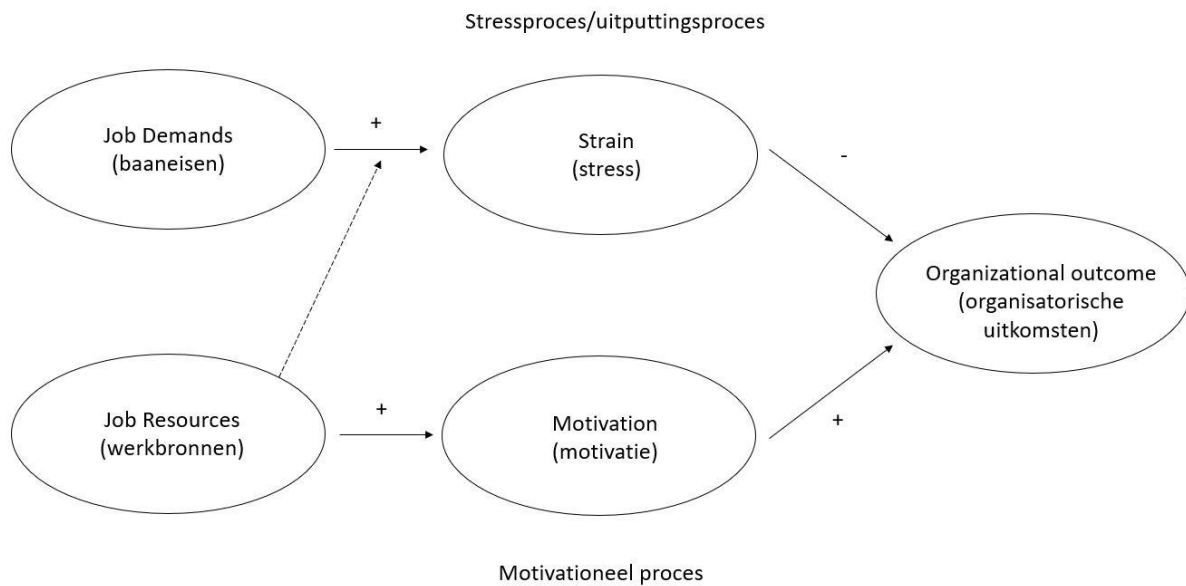 Stressproces/uitputtingsproces
Job Demands
(baaneisen)
+
Strain
(stress)
-
Organizational outcome
(organisatorische
uitkomsten)
Job Resources
(werkbronnen)
+
Motivation
(motivatie)
+
Motivationeel proces